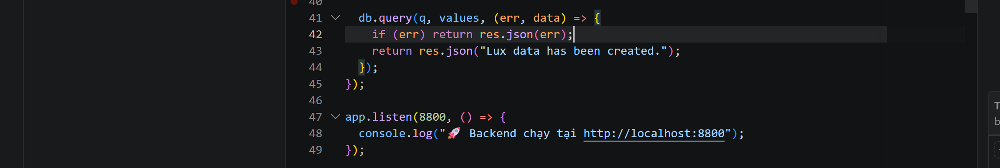 40
41 db.query(q, values, (err, data) => {
42 if (err) return res.json(err);
43 return res.json("Lux data has been created.");
44 });
45 });
46
47 app.listen(8800, () => {
48 console.log("🚀 Backend chạy tại http://localhost:8800");
49 });